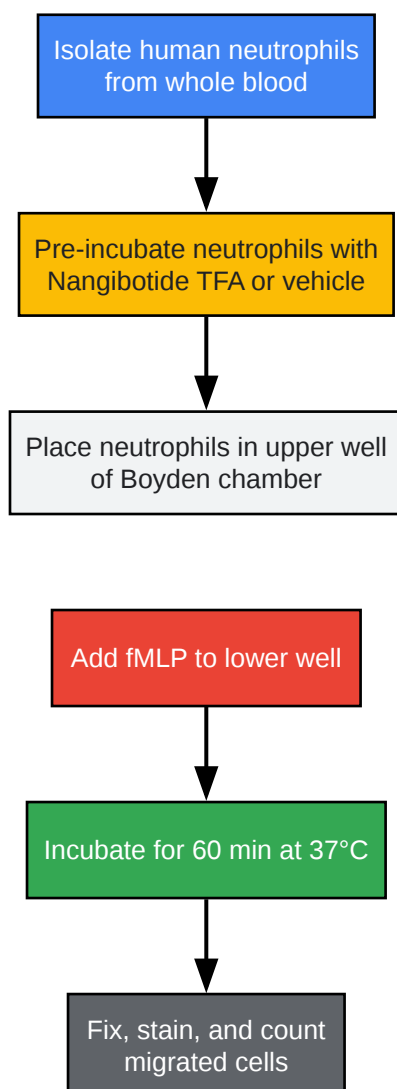 Isolate human neutrophils
from whole blood
Pre-incubate neutrophils with
Nangibotide TFA or vehicle
Place neutrophils in upper well
of Boyden chamber
Add fMLP to lower well
Incubate for 60 min at 37°C
Fix, stain, and count
migrated cells